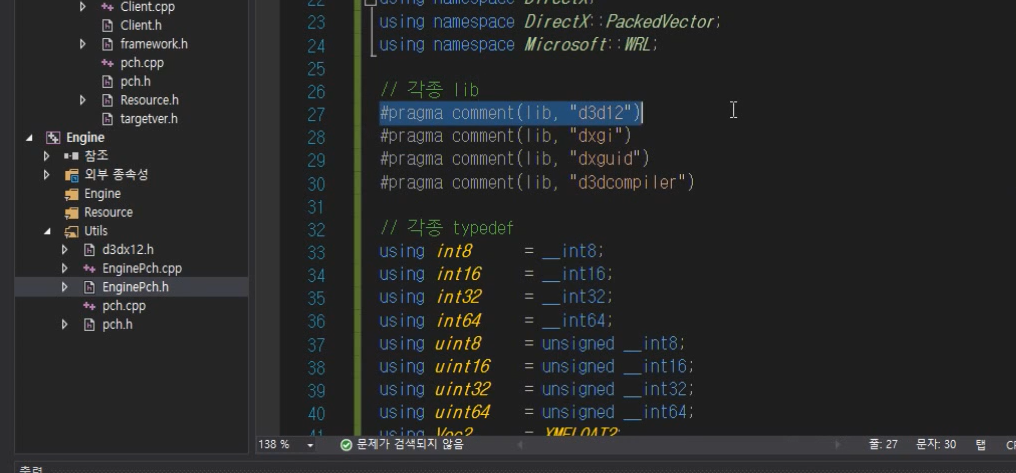 Client.cpp
Client.h
framework.h
pch.cpp
pch.h
Resource.h
targetver.h
Engine
참조
외부 종속성
Engine
Resource
Utils
d3dx12.h
EnginePch.cpp
EnginePch.h
pch.cpp
pch.h
22 using namespace DirectX;
23 using namespace DirectX::PackedVector;
24 using namespace Microsoft::WRL;
25
26 // 각종 lib
27 #pragma comment(lib, "d3d12")
28 #pragma comment(lib, "dxgi")
29 #pragma comment(lib, "dxguid")
30 #pragma comment(lib, "d3dcompiler")
31
32 // 각종 typedef
33 using int8 = __int8;
34 using int16 = __int16;
35 using int32 = __int32;
36 using int64 = __int64;
37 using uint8 = unsigned __int8;
38 using uint16 = unsigned __int16;
39 using uint32 = unsigned __int32;
40 using uint64 = unsigned __int64;
41 using Vec2 = XMFLOAT2;
138 % 문제가 검색되지 않음 줄: 27 문자: 30 탭
출력